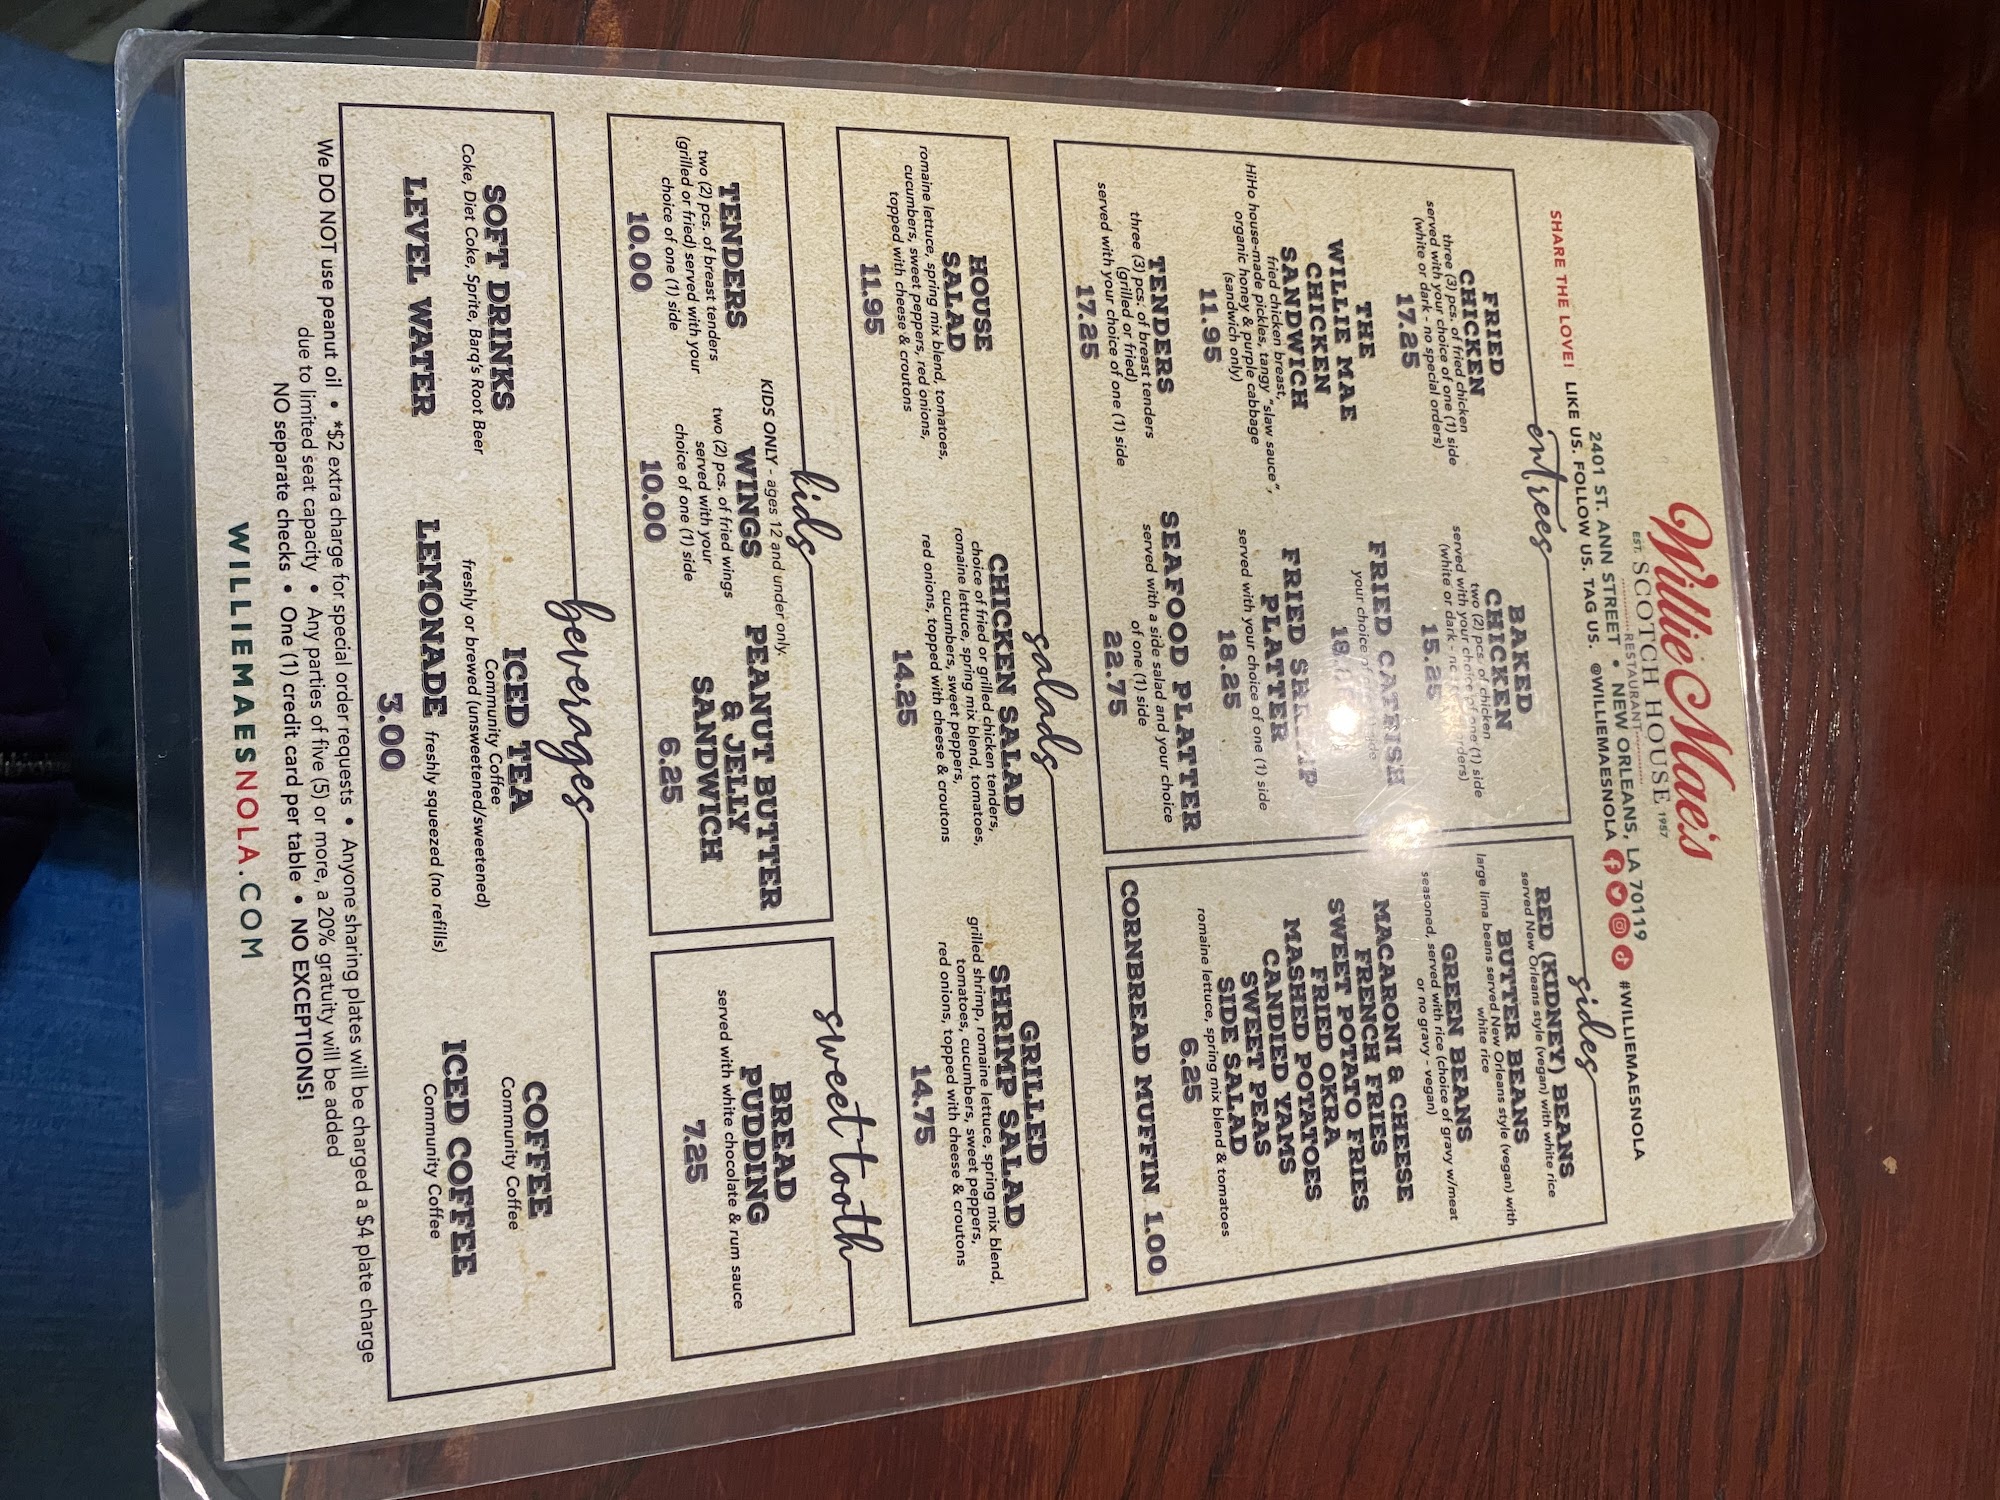 Willie Mae's
EST. SCOTCH HOUSE 1957
RESTAURANT
2401 ST. ANN STREET • NEW ORLEANS, LA 70119
SHARE THE LOVE! LIKE US. FOLLOW US. TAG US. @WILLIEMAESNOLA #WILLIEMAESNOLA
entrees
FRIED
CHICKEN
three (3) pcs. of fried chicken
served with your choice of one (1) side
(white or dark - no special orders)
17.25
BAKED
CHICKEN
two (2) pcs. of chicken
served with your choice of one (1) side
(white or dark - no orders)
15.25
THE
WILLIE MAE
CHICKEN
SANDWICH
fried chicken breast,
HiHo house-made pickles, tangy "slaw sauce",
organic honey & purple cabbage
(sandwich only)
11.95
FRIED CATFISH
your choice of side
FRIED SHRIMP
PLATTER
served with your choice of one (1) side
18.25
TENDERS
three (3) pcs. of breast tenders
(grilled or fried)
served with your choice of one (1) side
17.25
SEAFOOD PLATTER
served with a side salad and your choice
of one (1) side
22.75
sides
RED (KIDNEY) BEANS
served New Orleans style (vegan) with white rice
BUTTER BEANS
large lima beans served New Orleans style (vegan) with
white rice
GREEN BEANS
seasoned, served with rice (choice of gravy w/meat
or no gravy - vegan)
MACARONI & CHEESE
FRENCH FRIES
SWEET POTATO FRIES
FRIED OKRA
MASHED POTATOES
CANDIED YAMS
SWEET PEAS
SIDE SALAD
romaine lettuce, spring mix blend & tomatoes
6.25
CORNBREAD MUFFIN 1.00
salads
HOUSE
SALAD
romaine lettuce, spring mix blend, tomatoes,
cucumbers, sweet peppers, red onions,
topped with cheese & croutons
11.95
CHICKEN SALAD
choice of fried or grilled chicken tenders,
romaine lettuce, spring mix blend, tomatoes,
cucumbers, sweet peppers,
red onions, topped with cheese & croutons
14.25
GRILLED
SHRIMP SALAD
grilled shrimp, romaine lettuce, spring mix blend,
tomatoes, cucumbers, sweet peppers,
red onions, topped with cheese & croutons
14.75
kids
KIDS ONLY - ages 12 and under only.
TENDERS
two (2) pcs. of breast tenders
(grilled or fried) served with your
choice of one (1) side
10.00
WINGS
two (2) pcs. of fried wings
served with your
choice of one (1) side
10.00
PEANUT BUTTER
& JELLY
SANDWICH
6.25
sweet tooth
BREAD
PUDDING
served with white chocolate & rum sauce
7.25
beverages
SOFT DRINKS
Coke, Diet Coke, Sprite, Barq's Root Beer
LEVEL WATER
ICED TEA
Community Coffee
freshly or brewed (unsweetened/sweetened)
LEMONADE freshly squeezed (no refills)
3.00
COFFEE
Community Coffee
ICED COFFEE
Community Coffee
We DO NOT use peanut oil • *$2 extra charge for special order requests • Anyone sharing plates will be charged a $4 plate charge
due to limited seat capacity • Any parties of five (5) or more, a 20% gratuity will be added
NO separate checks • One (1) credit card per table • NO EXCEPTIONS!
WILLIEMAESNOLA.COM